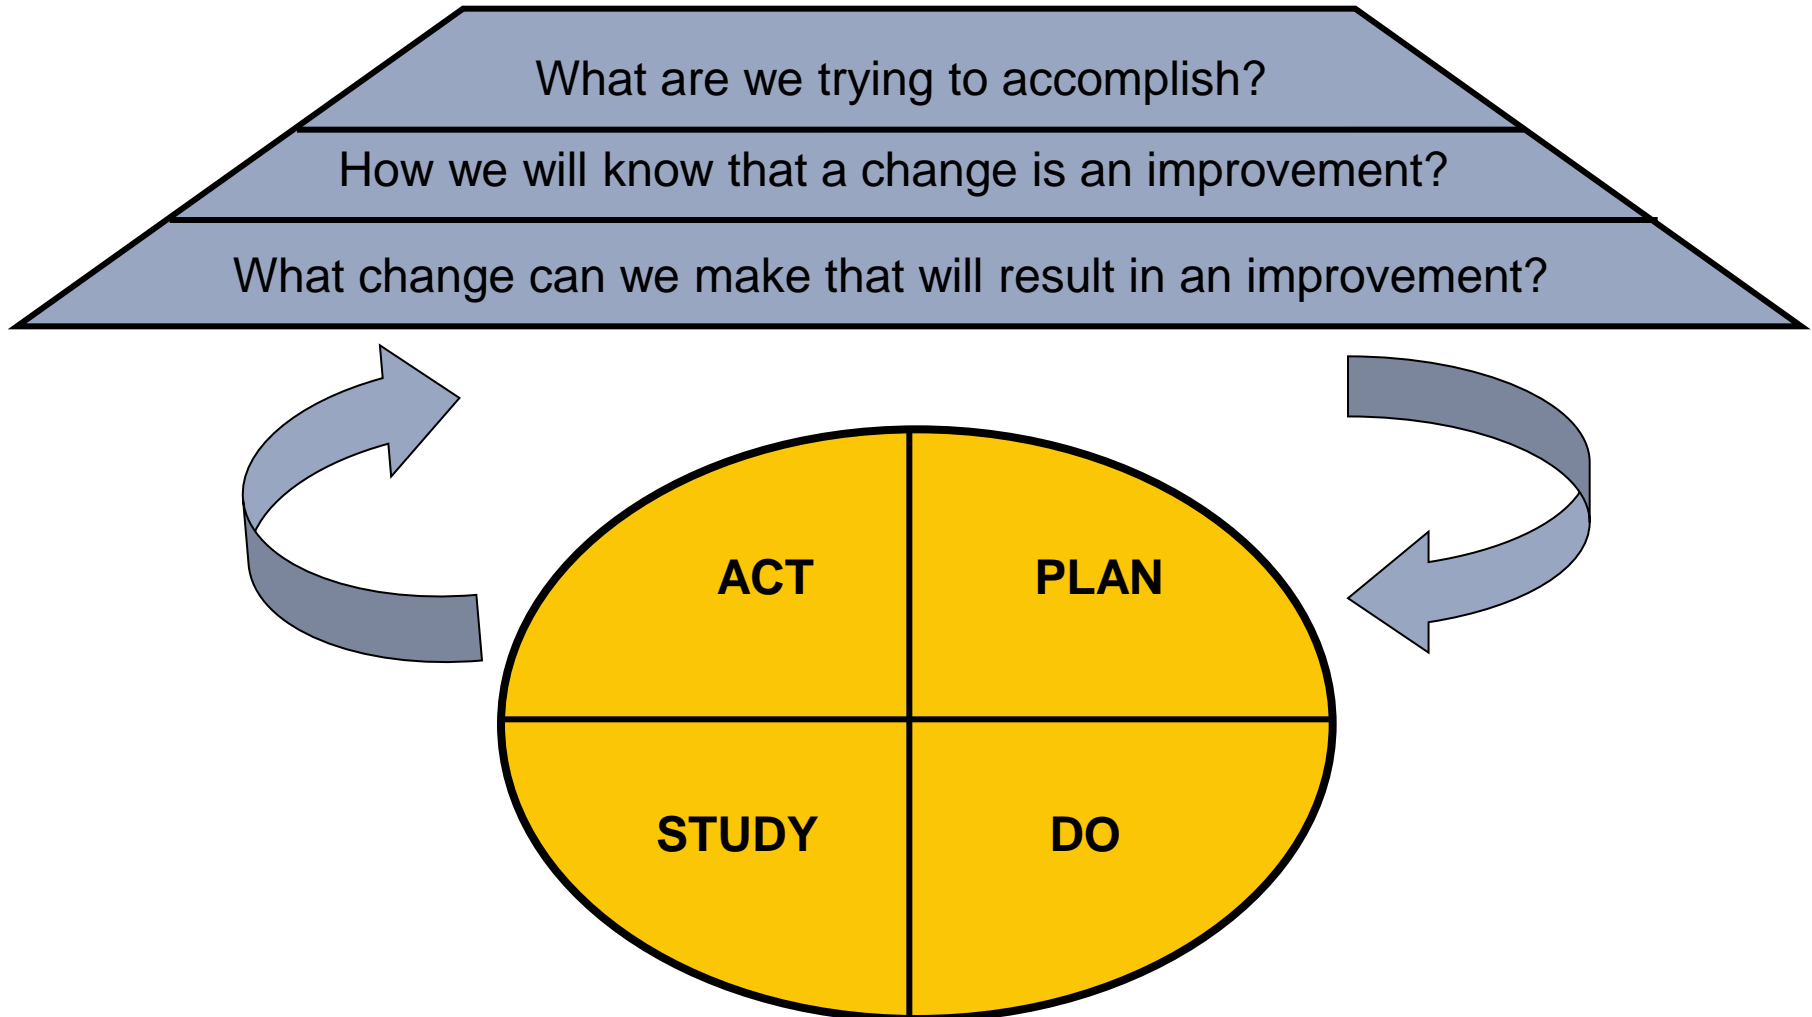 What are we trying to accomplish?
How we will know that a change is an improvement?
What change can we make that will result in an improvement?
ACT
PLAN
STUDY
DO